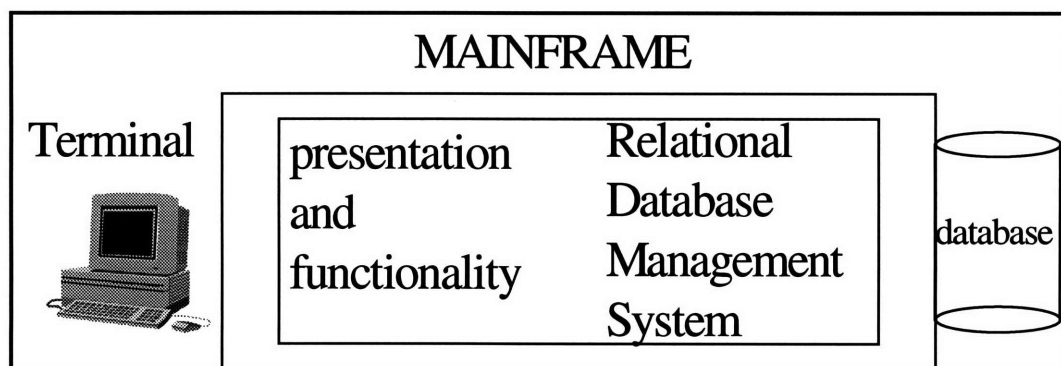 MAINFRAME
Terminal
presentation
and
functionality
Relational
Database
Management
System
database